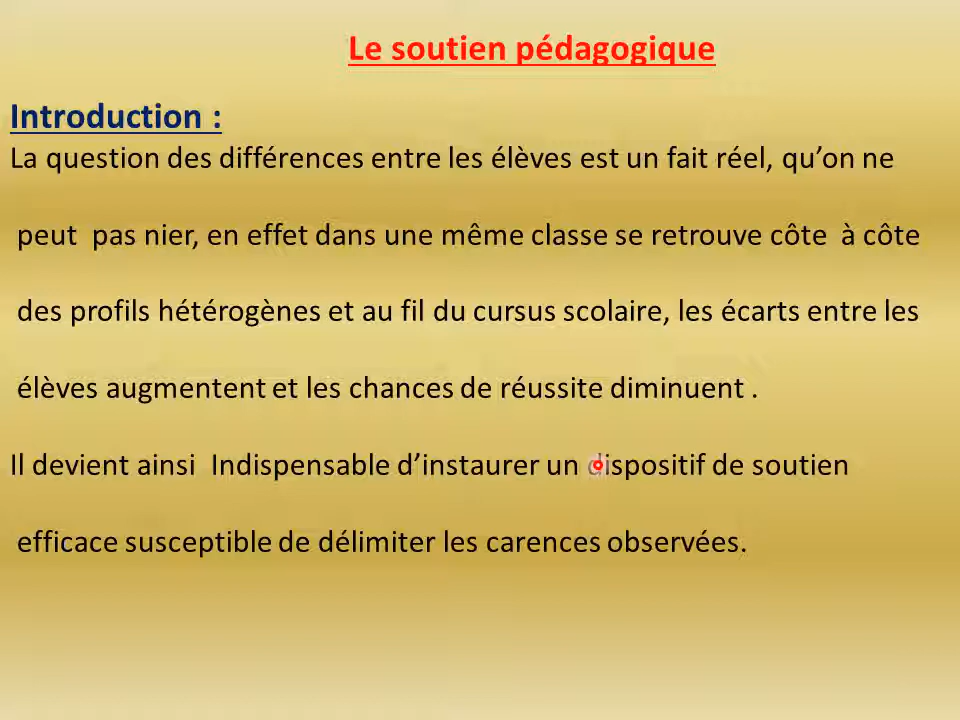 Le soutien pédagogique
Introduction :
La question des différences entre les élèves est un fait réel, qu’on ne
peut pas nier, en effet dans une même classe se retrouve côte à côte
des profils hétérogènes et au fil du cursus scolaire, les écarts entre les
élèves augmentent et les chances de réussite diminuent .
Il devient ainsi Indispensable d’instaurer un dispositif de soutien
efficace susceptible de délimiter les carences observées.